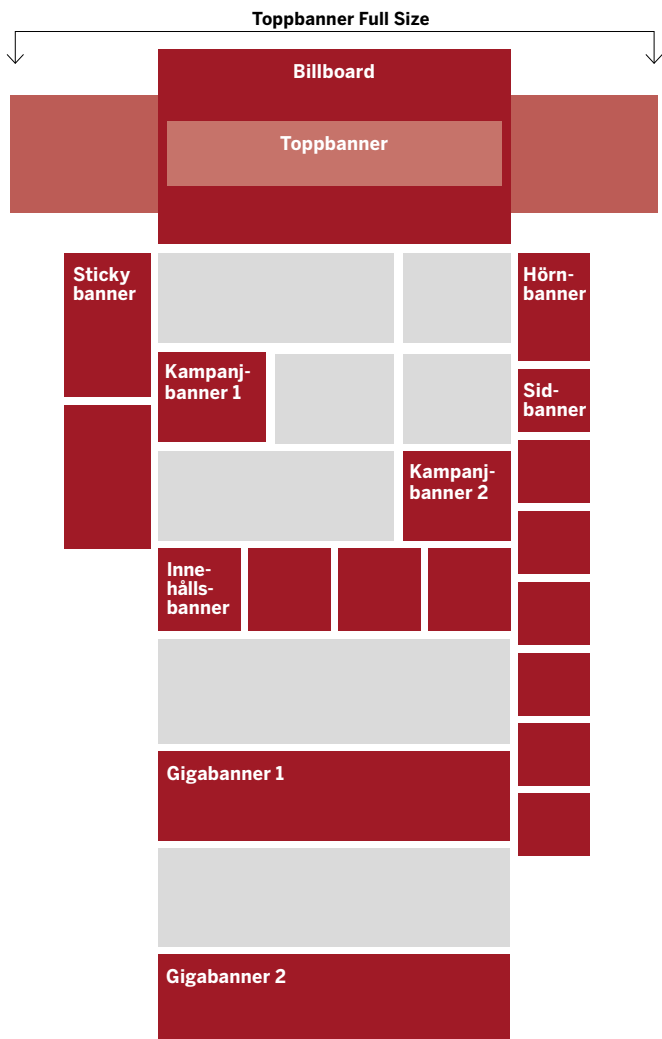 Toppbanner Full Size
Billboard
Toppbanner
Sticky
banner
Hörn-
banner
Kampanj-
banner 1
Sid-
banner
Kampanj-
banner 2
Inne-
hålls-
banner
Gigabanner 1
Gigabanner 2